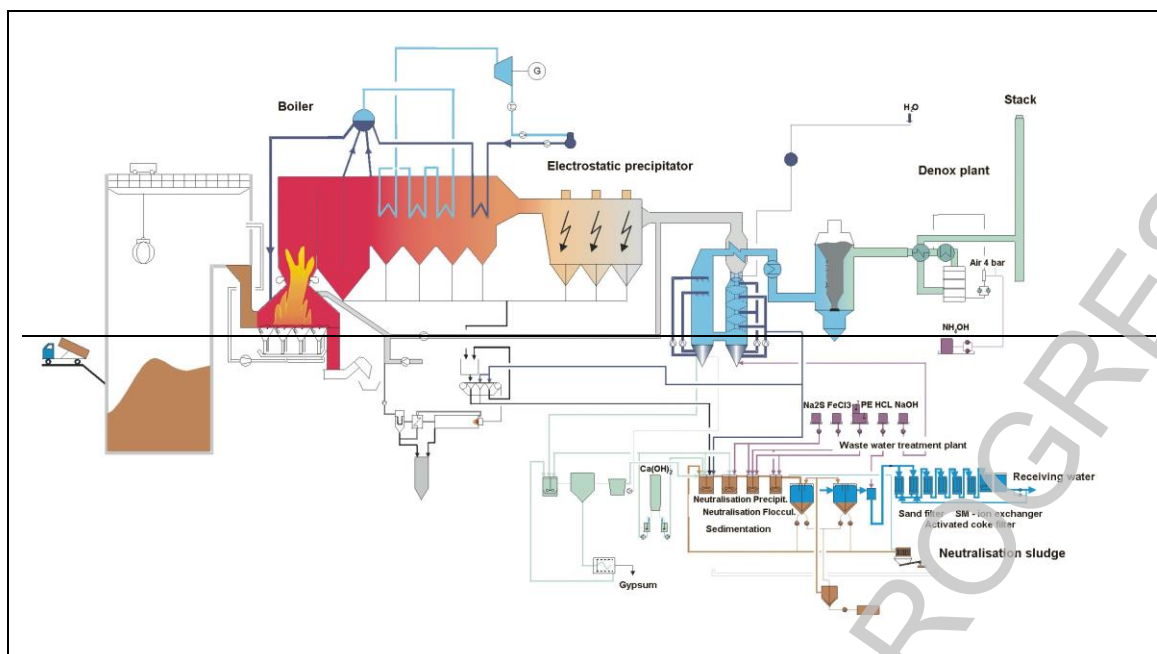 G
Boiler
H₂O
Stack
Electrostatic precipitator
Denox plant
Air 4 bar
NH₃OH
Na2S FeCl3 PE HCL NaOH
Waste water treatment plant
Ca(OH)₂
Receiving water
Neutralisation Precipit.
Neutralisation Floccul.
Sand filter SM - ion exchanger
Activated coke filter
Sedimentation
Neutralisation sludge
Gypsum
ROGRES